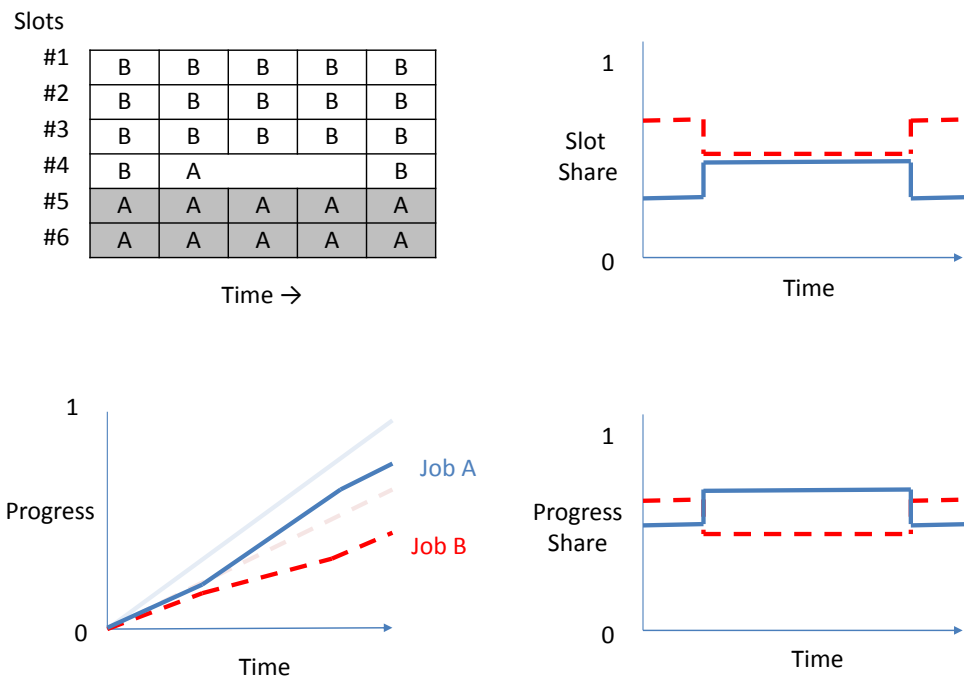 Slots
#1 B B B B B
#2 B B B B B
#3 B B B B B
#4 B A B
#5 A A A A A
#6 A A A A A
Time →
1
Slot
Share
0
Time
1
Progress
0
Time
Job A
Job B
1
Progress
Share
0
Time